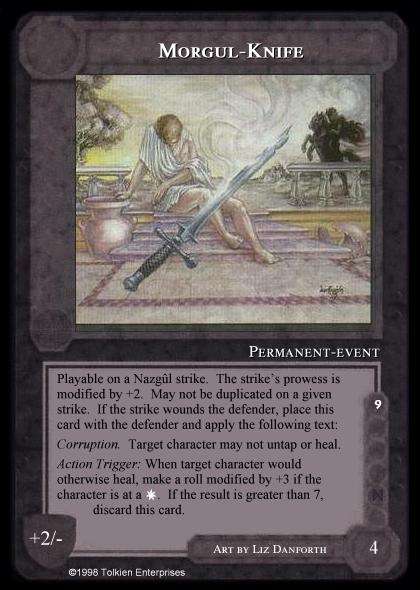 MORGUL-KNIFE
PERMANENT-EVENT
Playable on a Nazgûl strike. The strike's prowess is
modified by +2. May not be duplicated on a given
strike. If the strike wounds the defender, place this
card with the defender and apply the following text:
Corruption. Target character may not untap or heal.
Action Trigger: When target character would
otherwise heal, make a roll modified by +3 if the
character is at a . If the result is greater than 7,
discard this card.
9
N
+2/-
ART BY LIZ DANFORTH
4
©1998 Tolkien Enterprises